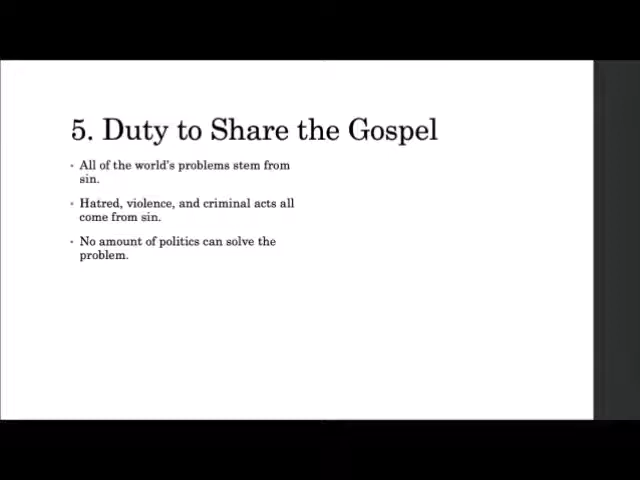 5. Duty to Share the Gospel
• All of the world's problems stem from
sin.
• Hatred, violence, and criminal acts all
come from sin.
• No amount of politics can solve the
problem.